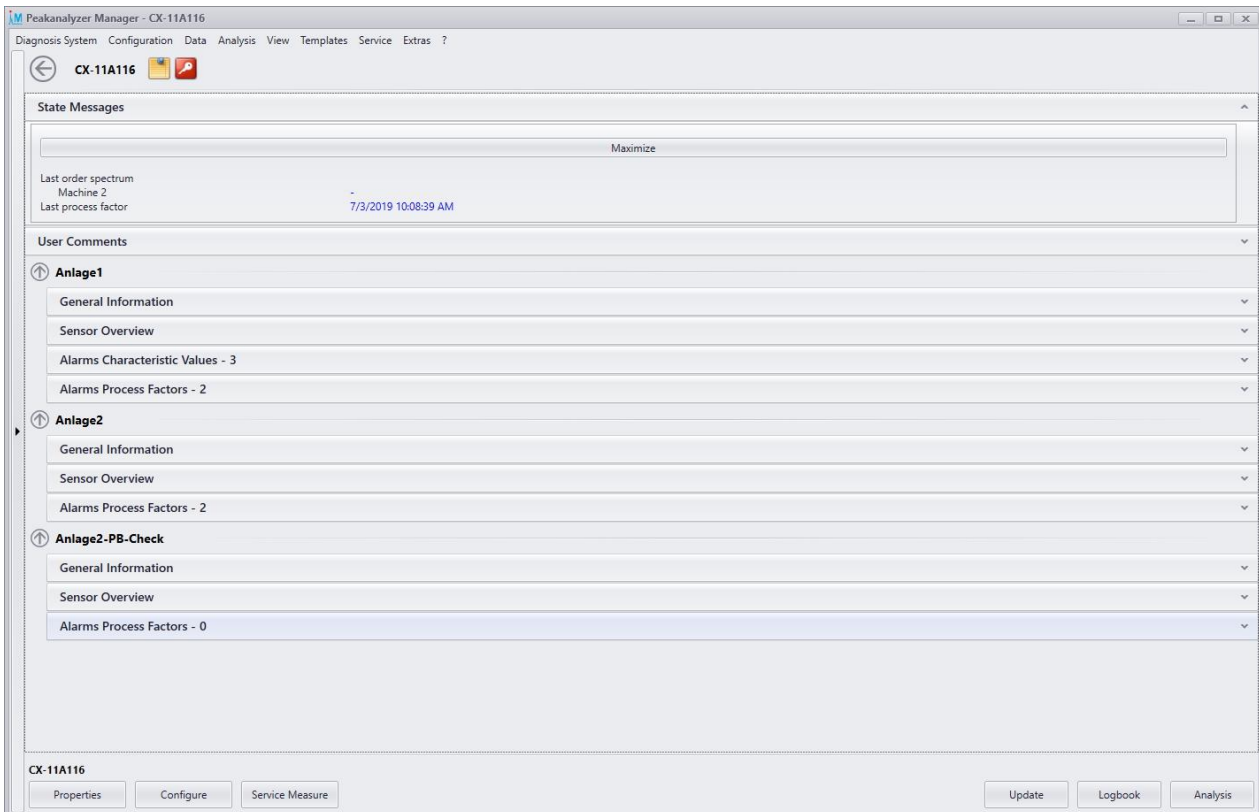 Peakanalyzer Manager - CX-11A116
Diagnosis System Configuration Data Analysis View Templates Service Extras ?
CX-11A116
State Messages
Maximize
Last order spectrum
Machine 2 -
Last process factor 7/3/2019 10:08:39 AM
User Comments
Anlage1
General Information
Sensor Overview
Alarms Characteristic Values - 3
Alarms Process Factors - 2
Anlage2
General Information
Sensor Overview
Alarms Process Factors - 2
Anlage2-PB-Check
General Information
Sensor Overview
Alarms Process Factors - 0
CX-11A116
Properties Configure Service Measure Update Logbook Analysis